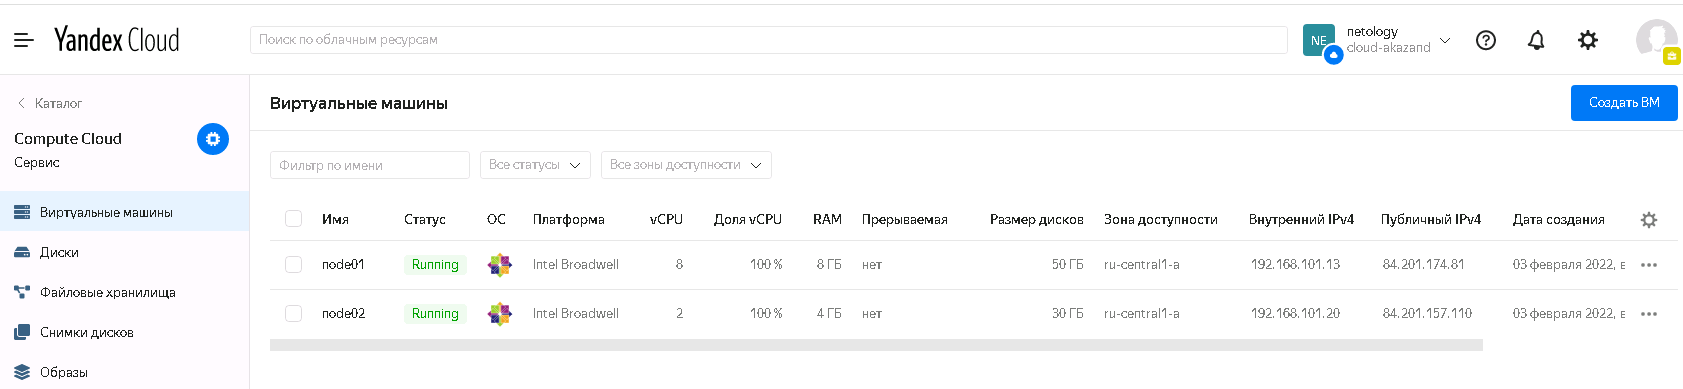 Yandex Cloud
Поиск по облачным ресурсам
NE
netology
cloud-akazand
Каталог
Compute Cloud
Сервис
Виртуальные машины
Диски
Файловые хранилища
Снимки дисков
Образы
Виртуальные машины
Создать ВМ
Фильтр по имени
Все статусы
Все зоны доступности
Имя Статус ОС Платформа vCPU Доля vCPU RAM Прерываемая Размер дисков Зона доступности Внутренний IPv4 Публичный IPv4 Дата создания
node01 Running Intel Broadwell 8 100 % 8 ГБ нет 50 ГБ ru-central1-a 192.168.101.13 84.201.174.81 03 февраля 2022, в
node02 Running Intel Broadwell 2 100 % 4 ГБ нет 30 ГБ ru-central1-a 192.168.101.20 84.201.157.110 03 февраля 2022, в